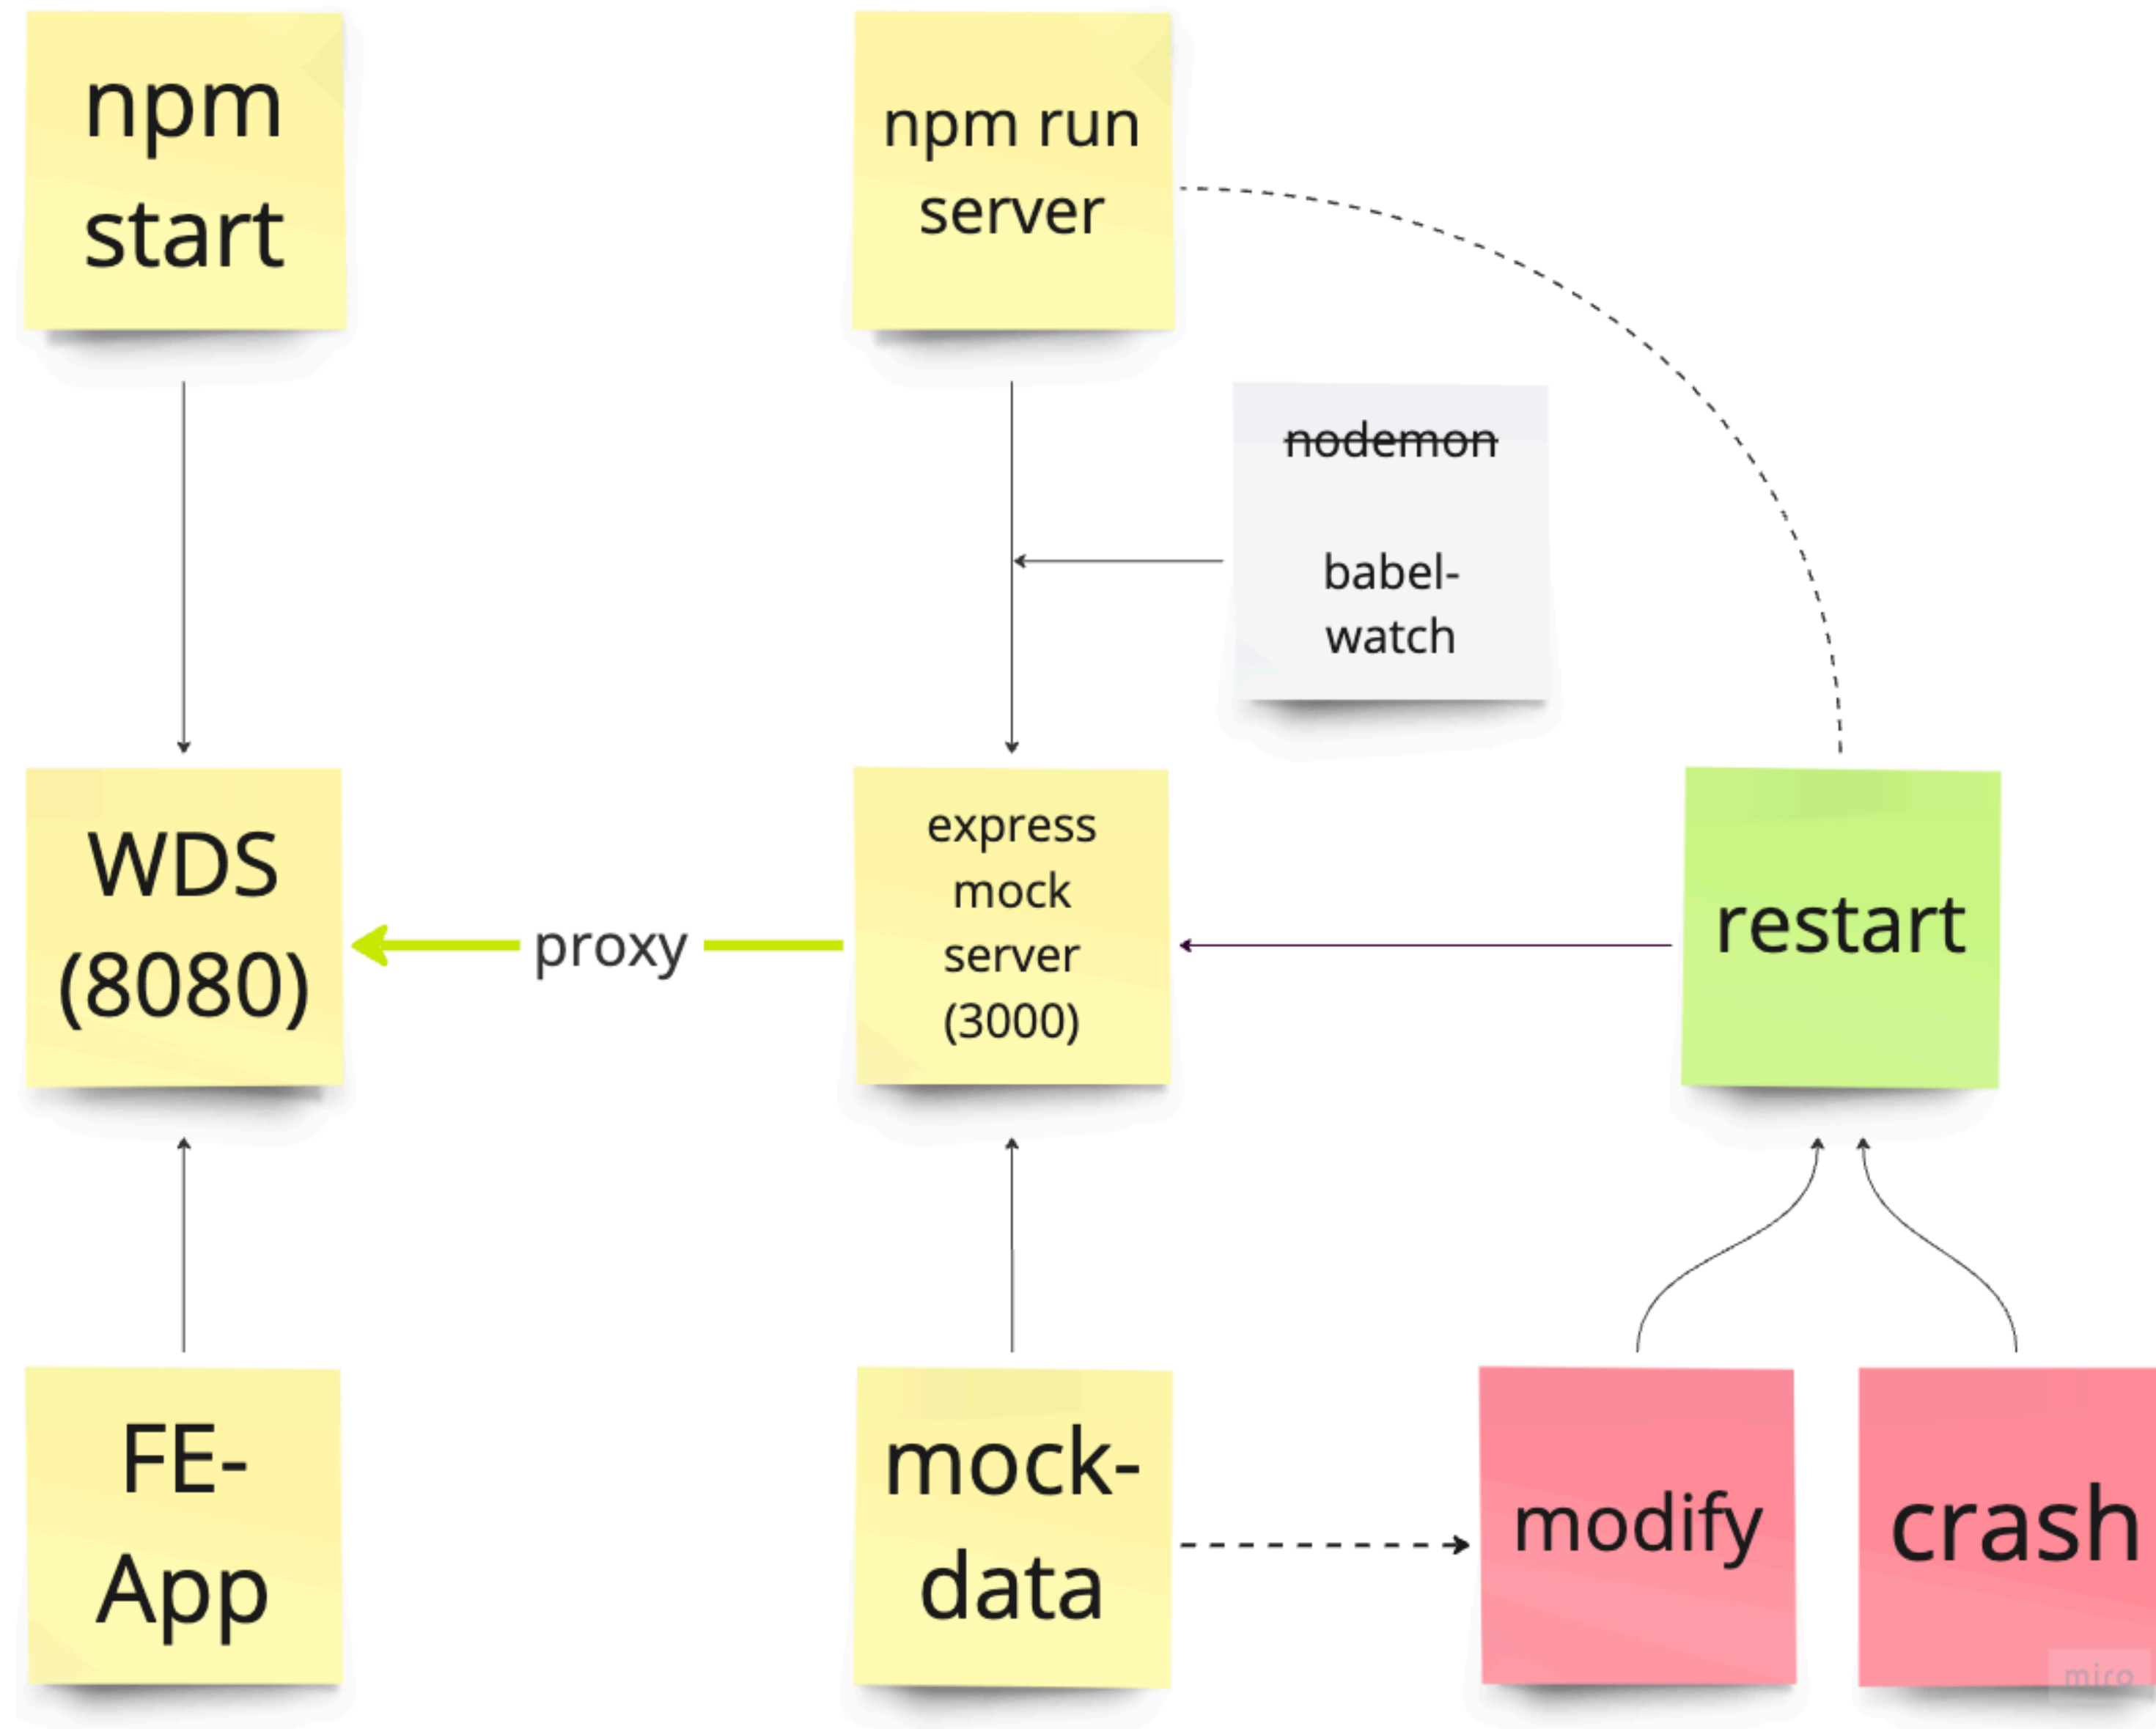 npm
start
npm run
server
nodemon
babel-
watch
WDS
(8080)
proxy
express
mock
server
(3000)
restart
FE-
App
mock-
data
modify
crash
miro